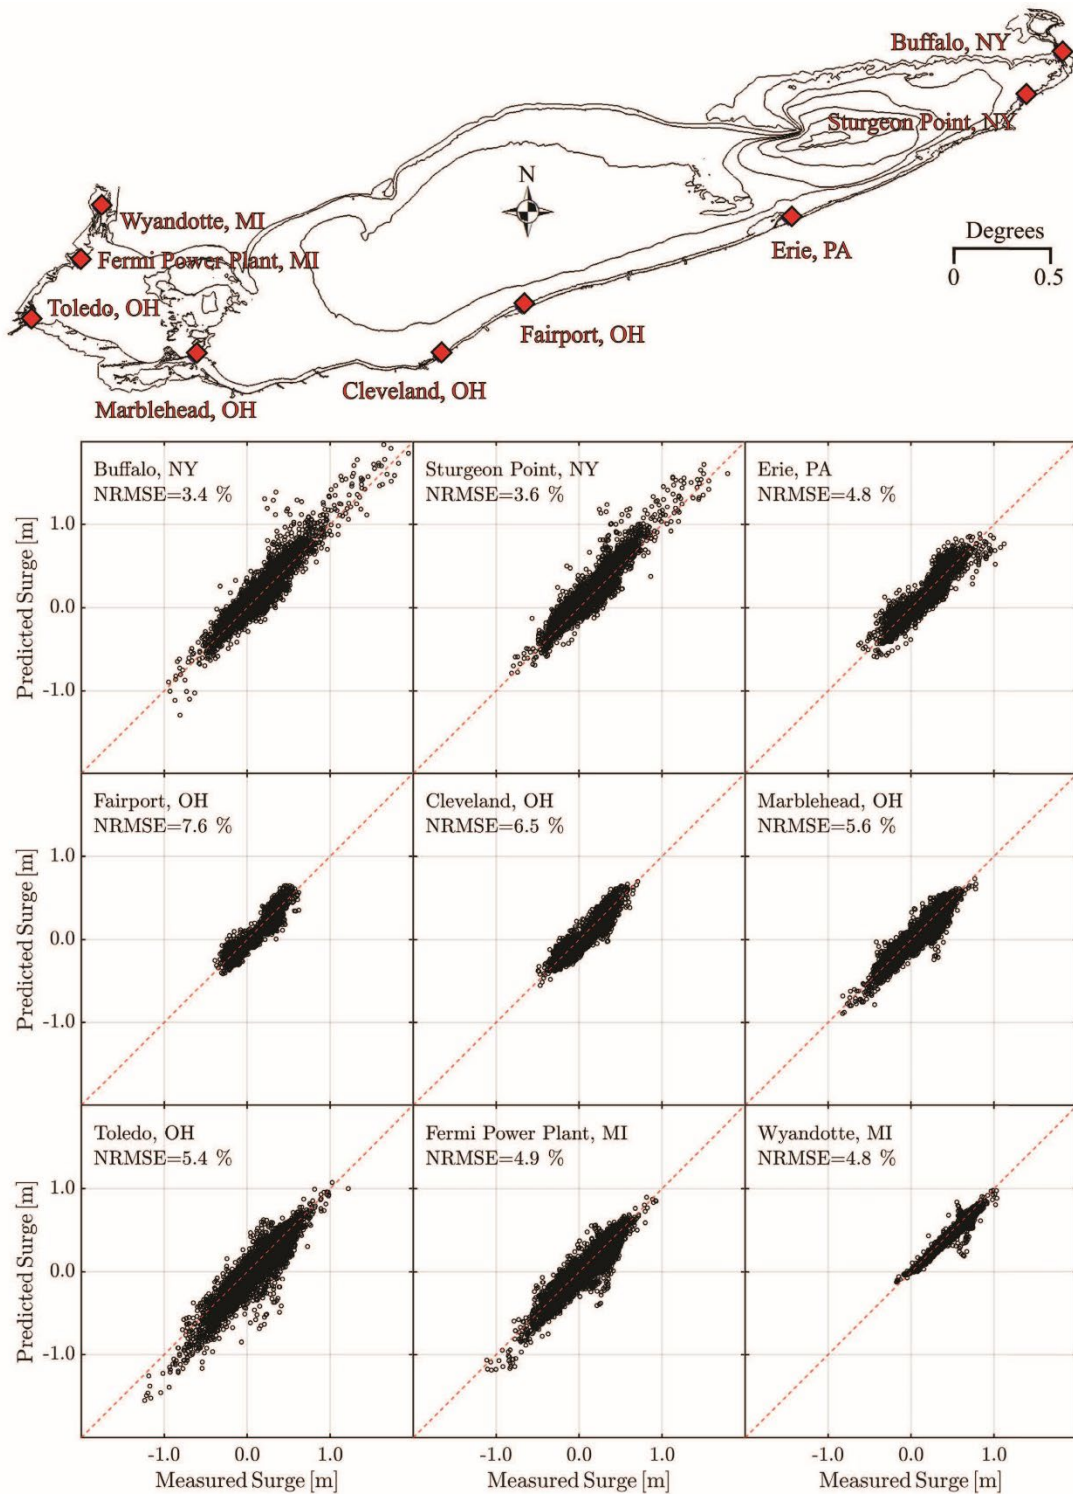 Buffalo, NY
Sturgeon Point, NY
N
Wyandotte, MI
Erie, PA
Degrees
0 0.5
Fermi Power Plant, MI
Toledo, OH
Fairport, OH
Cleveland, OH
Marblehead, OH
Buffalo, NY
NRMSE=3.4 %
Sturgeon Point, NY
NRMSE=3.6 %
Erie, PA
NRMSE=4.8 %
Predicted Surge [m]
1.0
0.0
-1.0
Fairport, OH
NRMSE=7.6 %
Cleveland, OH
NRMSE=6.5 %
Marblehead, OH
NRMSE=5.6 %
Predicted Surge [m]
1.0
0.0
-1.0
Toledo, OH
NRMSE=5.4 %
Fermi Power Plant, MI
NRMSE=4.9 %
Wyandotte, MI
NRMSE=4.8 %
Predicted Surge [m]
1.0
0.0
-1.0
-1.0 0.0 1.0
-1.0 0.0 1.0
-1.0 0.0 1.0
Measured Surge [m]
Measured Surge [m]
Measured Surge [m]